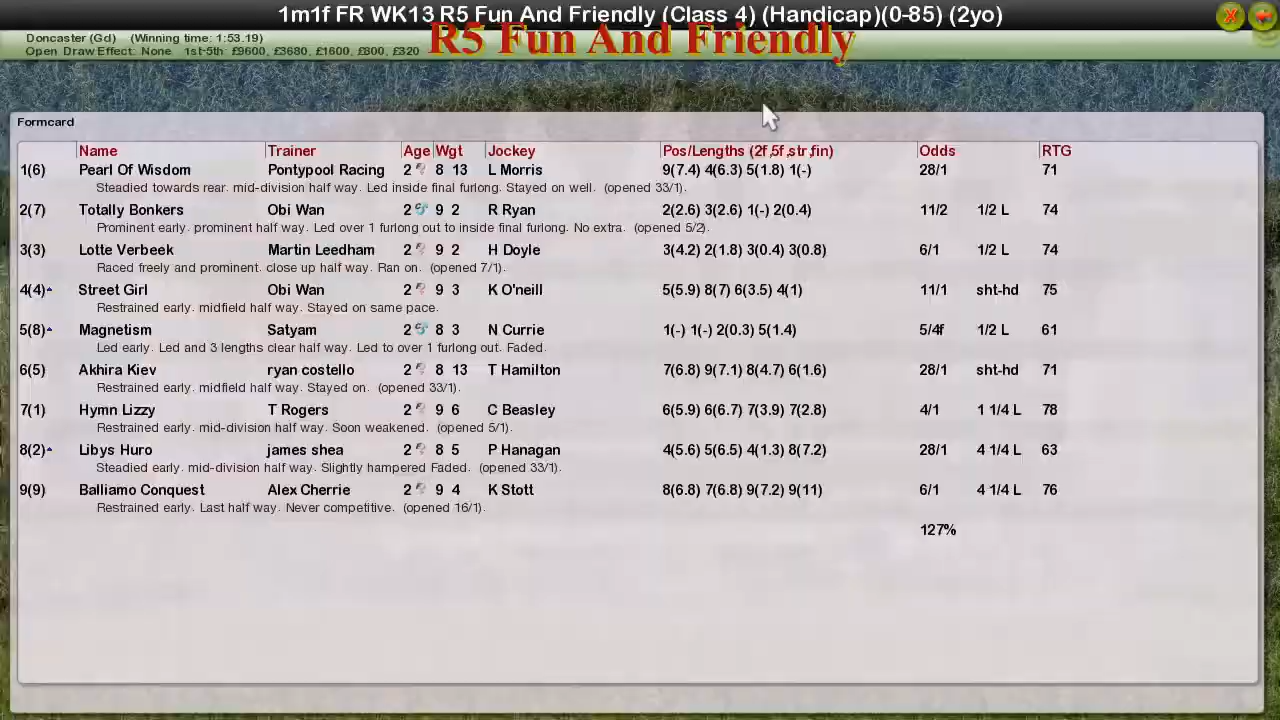 1m1f FR WK13 R5 Fun And Friendly (Class 4) (Handicap)(0-85) (2yo)
R5 Fun And Friendly
Doncaster (Gd) (Winning time: 1:53.19)
Open Draw Effect: None 1st-5th: £9600, £3680, £1600, £800, £320
Formcard
Name Trainer Age Wgt Jockey Pos/Lengths (2f,5f,str,fin) Odds RTG
1(6) Pearl Of Wisdom Pontypool Racing 2 8 13 L Morris 9(7.4) 4(6.3) 5(1.8) 1(-) 28/1 71
Steadied towards rear. mid-division half way. Led inside final furlong. Stayed on well. (opened 33/1).
2(7) Totally Bonkers Obi Wan 2 9 2 R Ryan 2(2.6) 3(2.6) 1(-) 2(0.4) 11/2 1/2 L 74
Prominent early. prominent half way. Led over 1 furlong out to inside final furlong. No extra. (opened 5/2).
3(3) Lotte Verbeek Martin Leedham 2 9 2 H Doyle 3(4.2) 2(1.8) 3(0.4) 3(0.8) 6/1 1/2 L 74
Raced freely and prominent. close up half way. Ran on. (opened 7/1).
4(4) Street Girl Obi Wan 2 9 3 K O'neill 5(5.9) 8(7) 6(3.5) 4(1) 11/1 sht-hd 75
Restrained early. midfield half way. Stayed on same pace.
5(8) Magnetism Satyam 2 8 3 N Currie 1(-) 1(-) 2(0.3) 5(1.4) 5/4f 1/2 L 61
Led early. Led and 3 lengths clear half way. Led to over 1 furlong out. Faded.
6(5) Akhira Kiev ryan costello 2 8 13 T Hamilton 7(6.8) 9(7.1) 8(4.7) 6(1.6) 28/1 sht-hd 71
Restrained early. midfield half way. Stayed on. (opened 33/1).
7(1) Hymn Lizzy T Rogers 2 9 6 C Beasley 6(5.9) 6(6.7) 7(3.9) 7(2.8) 4/1 1 1/4 L 78
Restrained early. mid-division half way. Soon weakened. (opened 5/1).
8(2) Libys Huro james shea 2 8 5 P Hanagan 4(5.6) 5(6.5) 4(1.3) 8(7.2) 28/1 4 1/4 L 63
Steadied early. mid-division half way. Slightly hampered Faded. (opened 33/1).
9(9) Balliamo Conquest Alex Cherrie 2 9 4 K Stott 8(6.8) 7(6.8) 9(7.2) 9(11) 6/1 4 1/4 L 76
Restrained early. Last half way. Never competitive. (opened 16/1).
127%